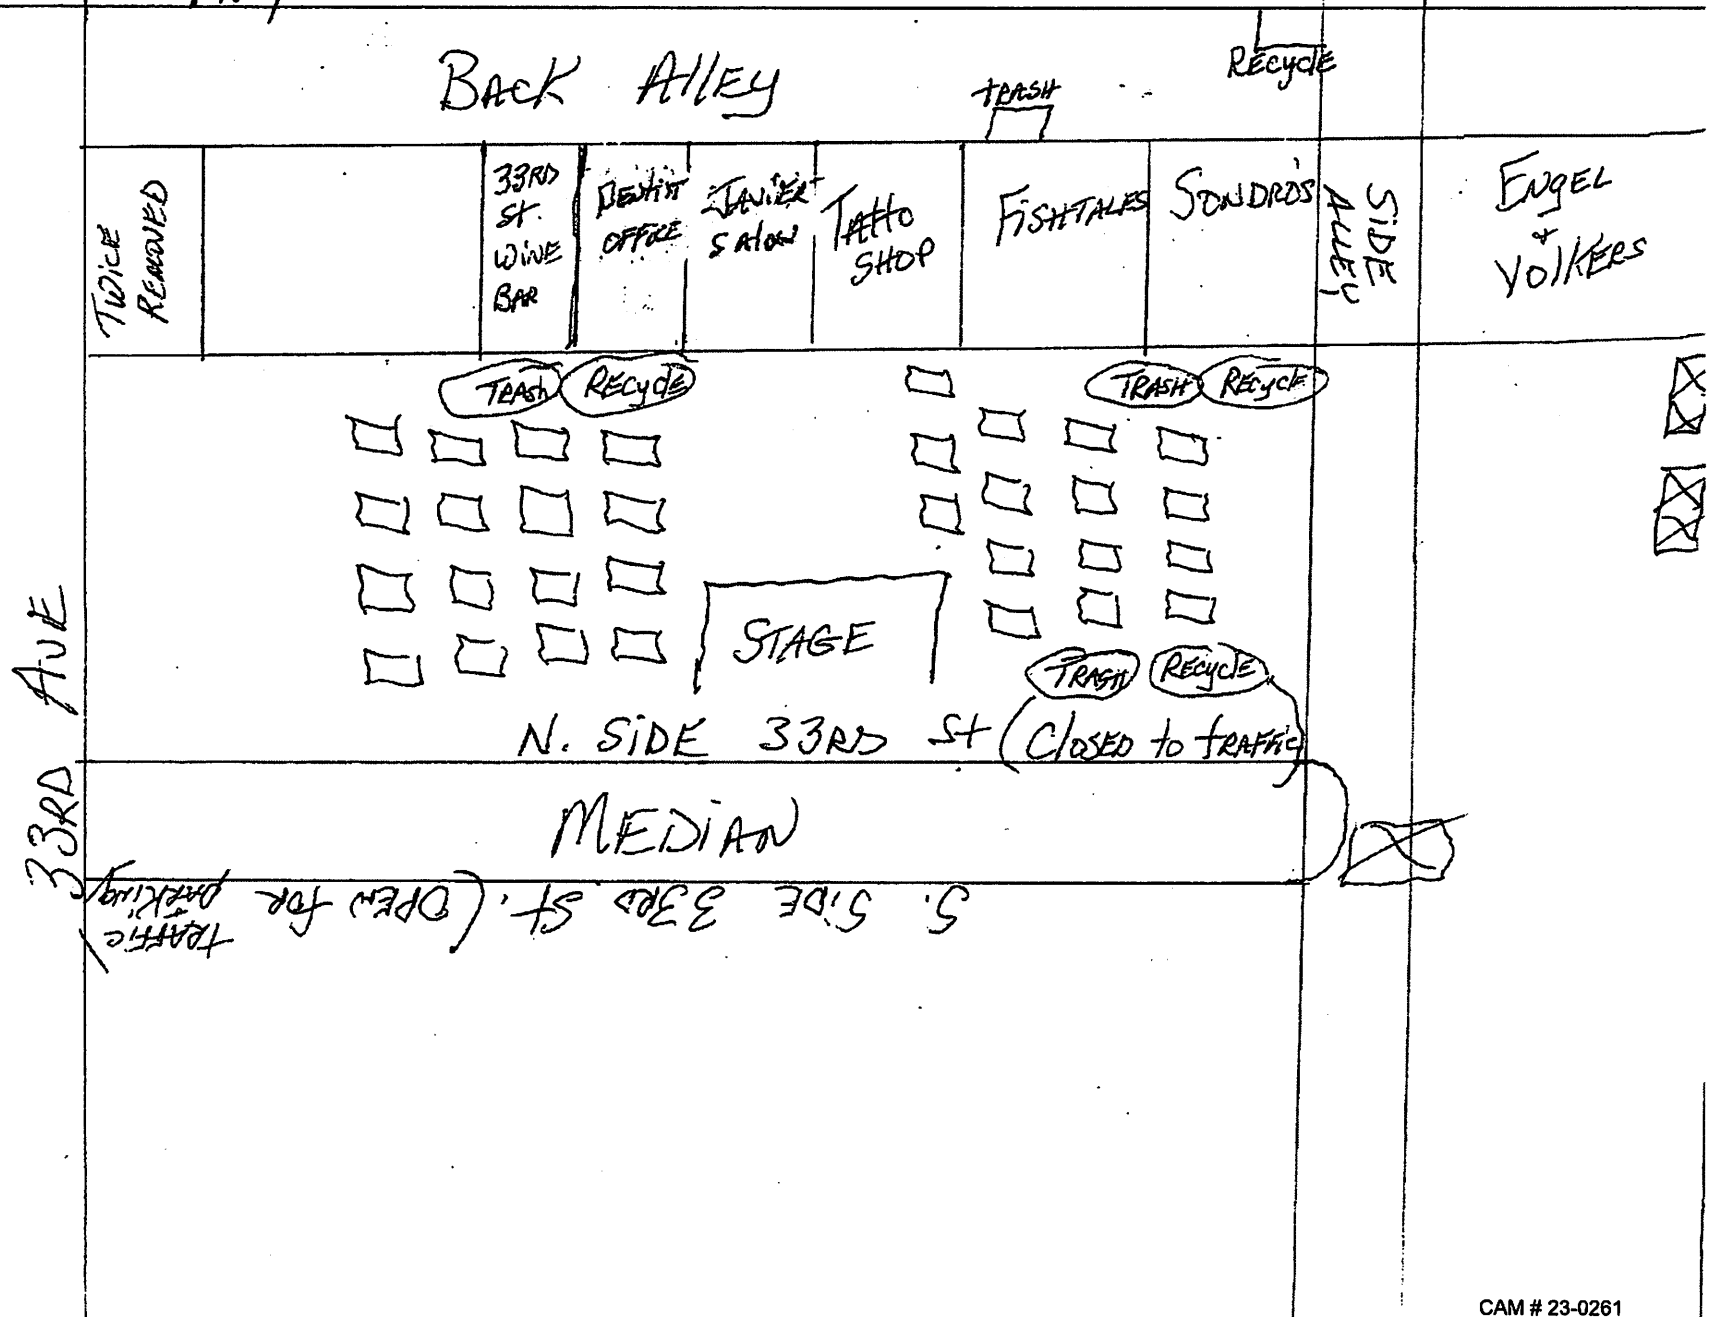 BACK AllEy
tRASH
REcyclE
TWICE
REMOVED
33RD
St.
WiNE
BAR
DENtist
OFFICE
JAVIER
SAlON
TAttO
SHOP
FiSHTALES
SONDRO'S
SiDE
AllEY
ENgEL
+
VOlKERS
TRASH
REcyclE
TRASH
REcyclE
STAGE
TRASH
REcyclE
N. SiDE 33RD St (ClOSED to tRAFFic)
33RD AVE
MEDiAN
S. SiDE 33RD St. (OPEN FOR
tRAFFic
+
PARKiNg)
CAM # 23-0261